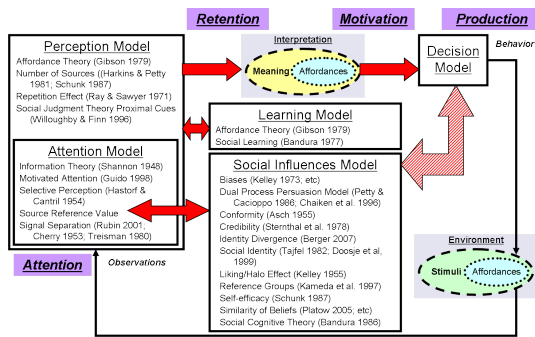 Retention
Motivation
Production
Perception Model
Affordance Theory (Gibson 1979)
Number of Sources ((Harkins & Petty
1981; Schunk 1987)
Repetition Effect (Ray & Sawyer 1971)
Social Judgment Theory Proximal Cues
(Willoughby & Finn 1996)
Interpretation
Meaning:
Affordances
Decision
Model
Behavior
Learning Model
Affordance Theory (Gibson 1979)
Social Learning (Bandura 1977)
Attention Model
Information Theory (Shannon 1948)
Motivated Attention (Guido 1998)
Selective Perception (Hastorf &
Cantril 1954)
Source Reference Value
Signal Separation (Rubin 2001;
Cherry 1953; Treisman 1980)
Social Influences Model
Biases (Kelley 1973; etc)
Dual Process Persuasion Model (Petty &
Cacioppo 1986; Chaiken et al. 1996)
Conformity (Asch 1955)
Credibility (Sternthal et al. 1978)
Identity Divergence (Berger 2007)
Social Identity (Tajfel 1982; Doosje et al,
1999)
Liking/Halo Effect (Kelley 1955)
Reference Groups (Kameda et al. 1997)
Self-efficacy (Schunk 1987)
Similarity of Beliefs (Platow 2005; etc)
Social Cognitive Theory (Bandura 1986)
Environment
Stimuli
Affordances
Attention
Observations